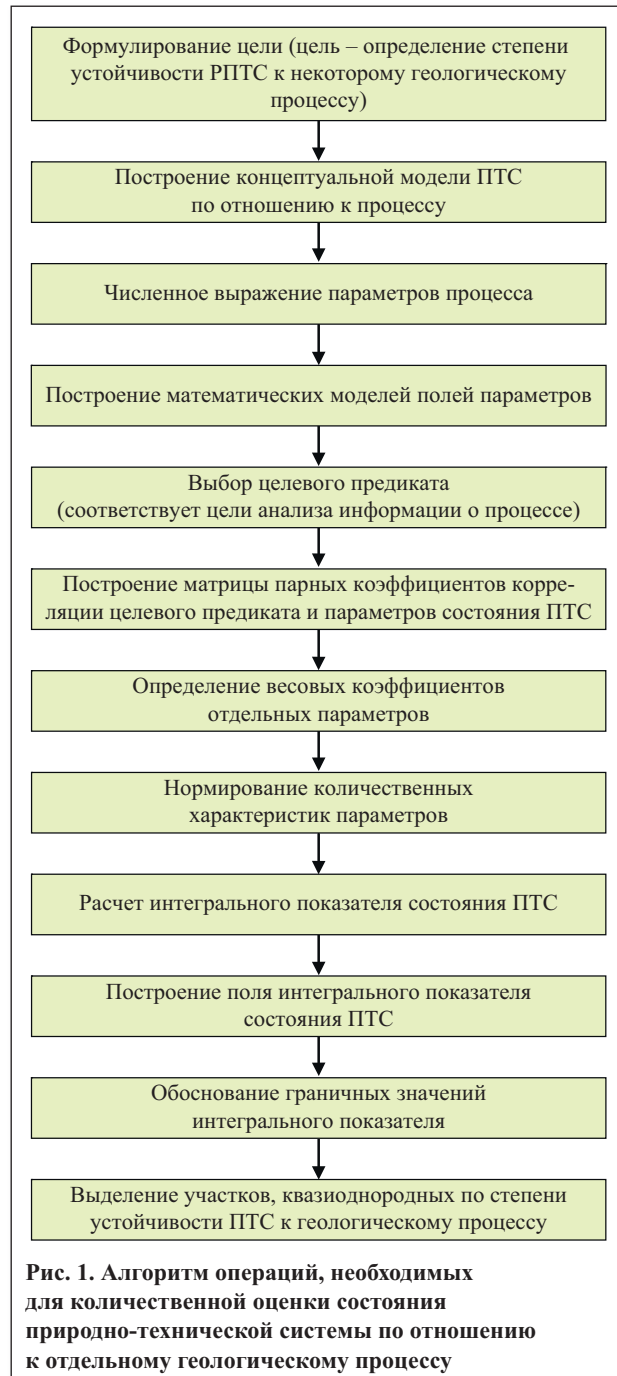 Формулирование цели (цель – определение степени
устойчивости РПТС к некоторому геологическому
процессу)
Построение концептуальной модели ПТС
по отношению к процессу
Численное выражение параметров процесса
Построение математических моделей полей параметров
Выбор целевого предиката
(соответствует цели анализа информации о процессе)
Построение матрицы парных коэффициентов корре-
ляции целевого предиката и параметров состояния ПТС
Определение весовых коэффициентов
отдельных параметров
Нормирование количественных
характеристик параметров
Расчет интегрального показателя состояния ПТС
Построение поля интегрального показателя
состояния ПТС
Обоснование граничных значений
интегрального показателя
Выделение участков, квазиоднородных по степени
устойчивости ПТС к геологическому процессу
Рис. 1. Алгоритм операций, необходимых
для количественной оценки состояния
природно-технической системы по отношению
к отдельному геологическому процессу